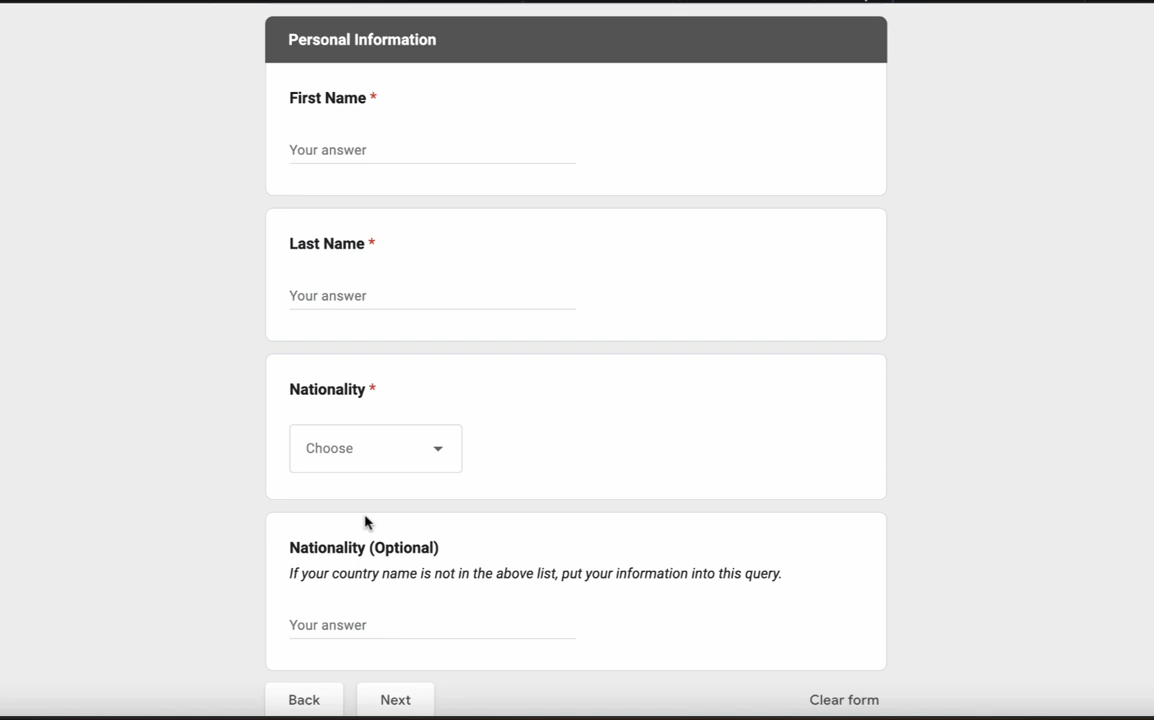 Personal Information
First Name *
Your answer
Last Name *
Your answer
Nationality *
Choose
Nationality (Optional)
If your country name is not in the above list, put your information into this query.
Your answer
Back Next Clear form